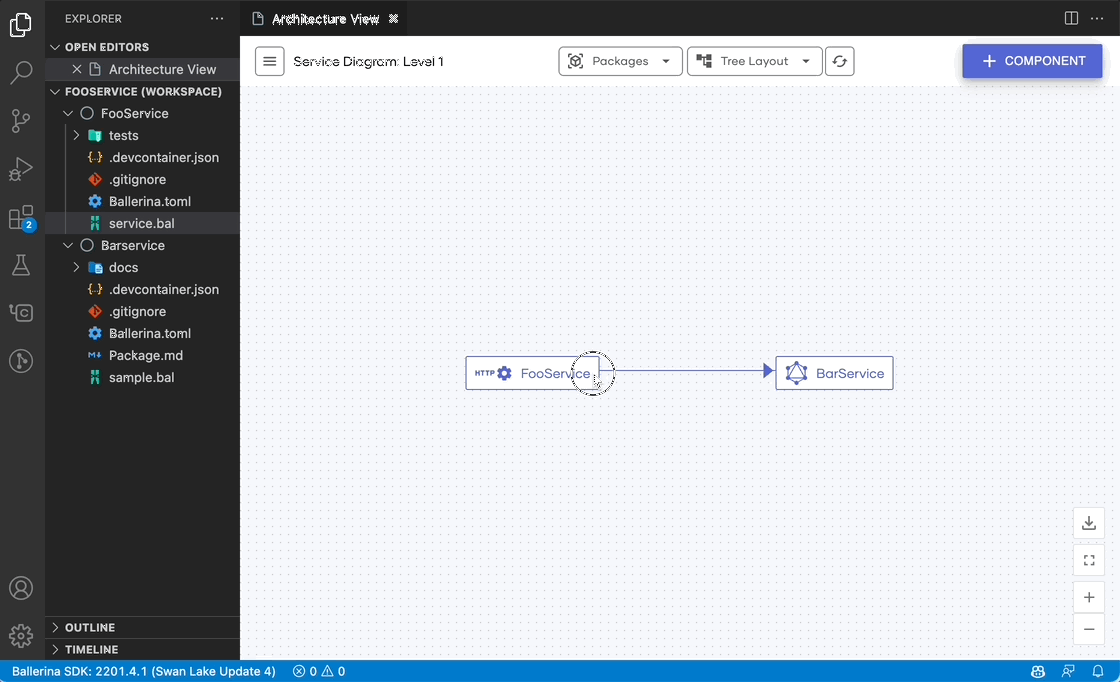 EXPLORER
Architecture View
OPEN EDITORS
Architecture View
FOOSERVICE (WORKSPACE)
FooService
tests
{..} .devcontainer.json
.gitignore
Ballerina.toml
service.bal
Barservice
docs
{..} .devcontainer.json
.gitignore
Ballerina.toml
M+ Package.md
sample.bal
OUTLINE
TIMELINE
2
Service Diagram: Level 1
Packages
Tree Layout
+ COMPONENT
HTTP FooService
BarService
Ballerina SDK: 2201.4.1 (Swan Lake Update 4) 0 0